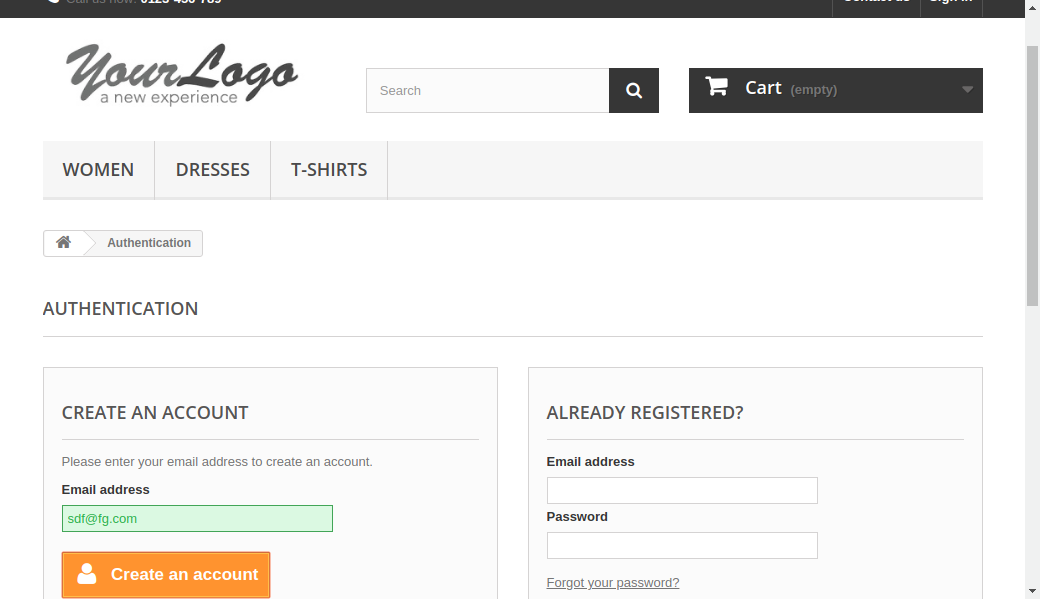 Call us now: 0123-456-789
Contact us
Sign in
YourLogo
a new experience
Search
Cart (empty)
WOMEN
DRESSES
T-SHIRTS
Authentication
AUTHENTICATION
CREATE AN ACCOUNT
Please enter your email address to create an account.
Email address
sdf@fg.com
Create an account
ALREADY REGISTERED?
Email address
Password
Forgot your password?